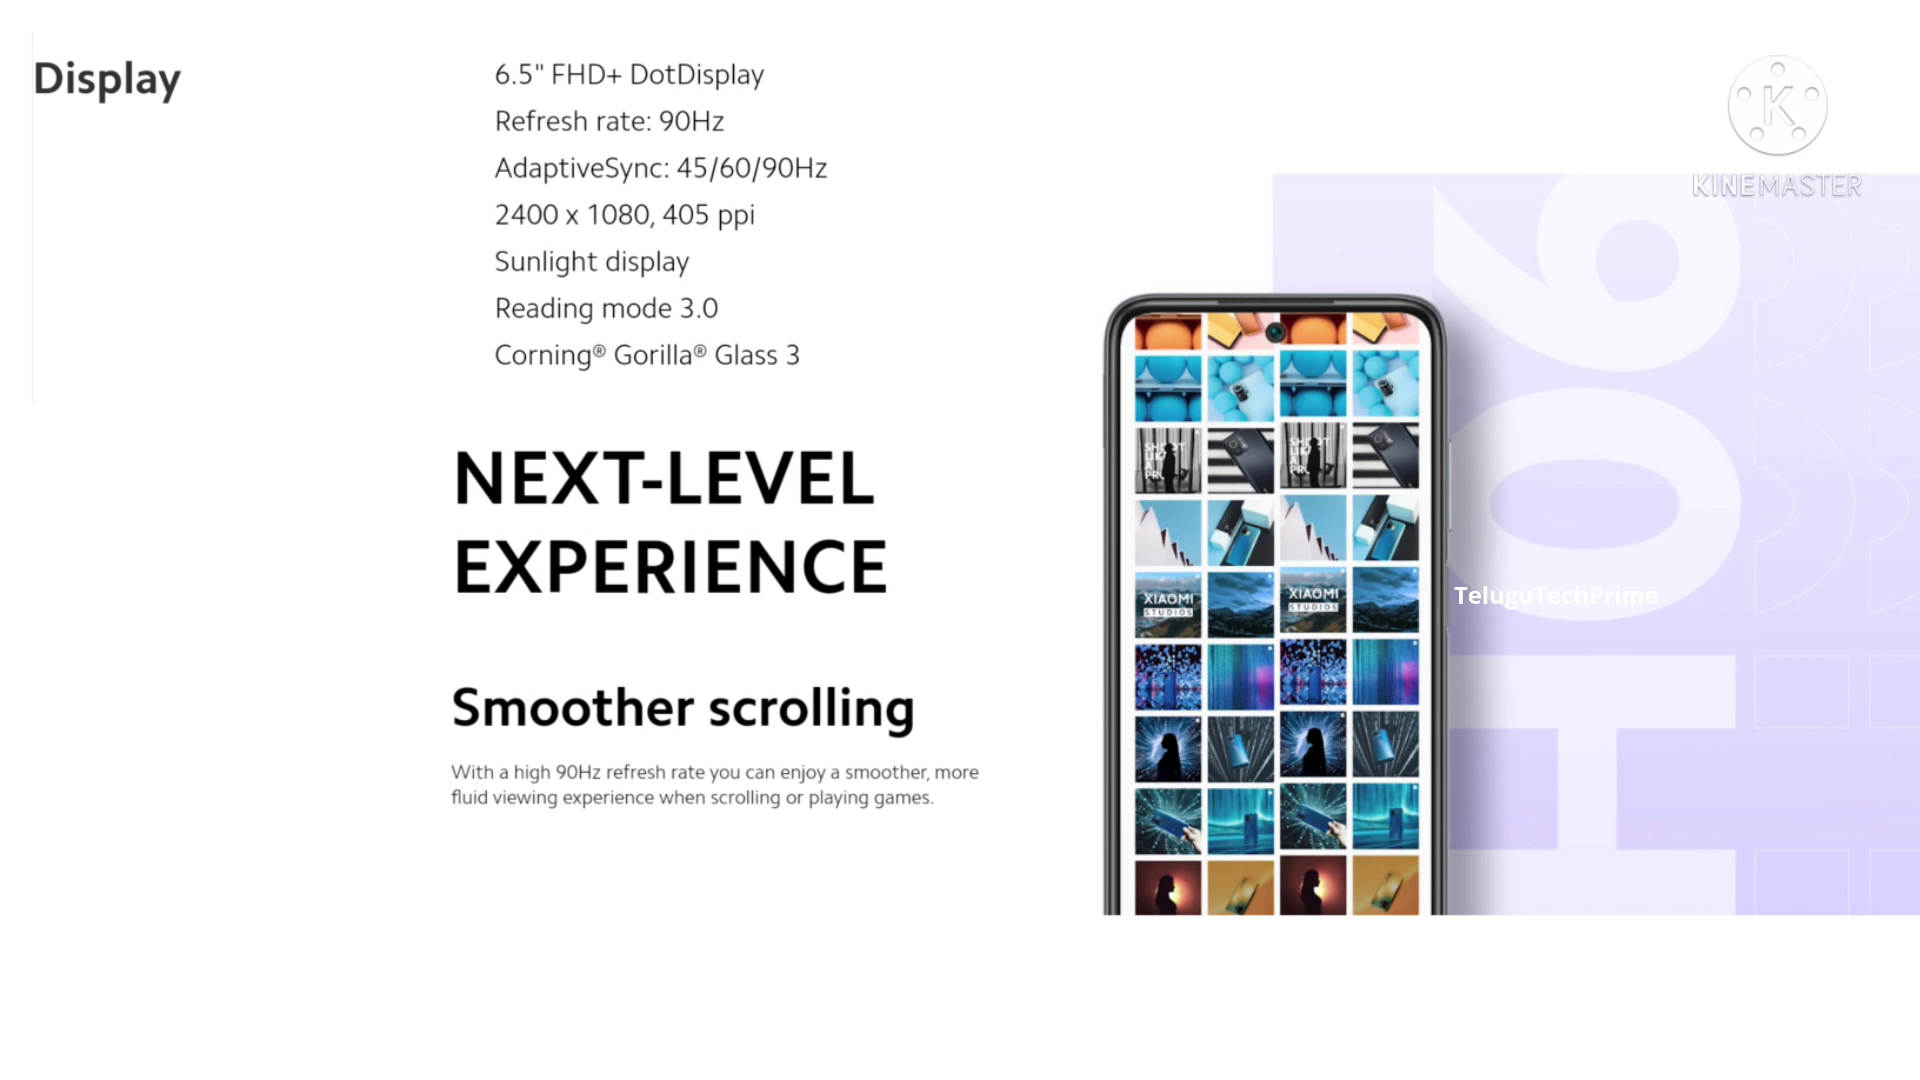 Display
6.5" FHD+ DotDisplay
Refresh rate: 90Hz
AdaptiveSync: 45/60/90Hz
2400 x 1080, 405 ppi
Sunlight display
Reading mode 3.0
Corning® Gorilla® Glass 3
NEXT-LEVEL
EXPERIENCE
Smoother scrolling
With a high 90Hz refresh rate you can enjoy a smoother, more
fluid viewing experience when scrolling or playing games.
K
KINEMASTER
TeluguTechPrime
XIAOMI
STUDIOS
XIAOMI
STUDIOS